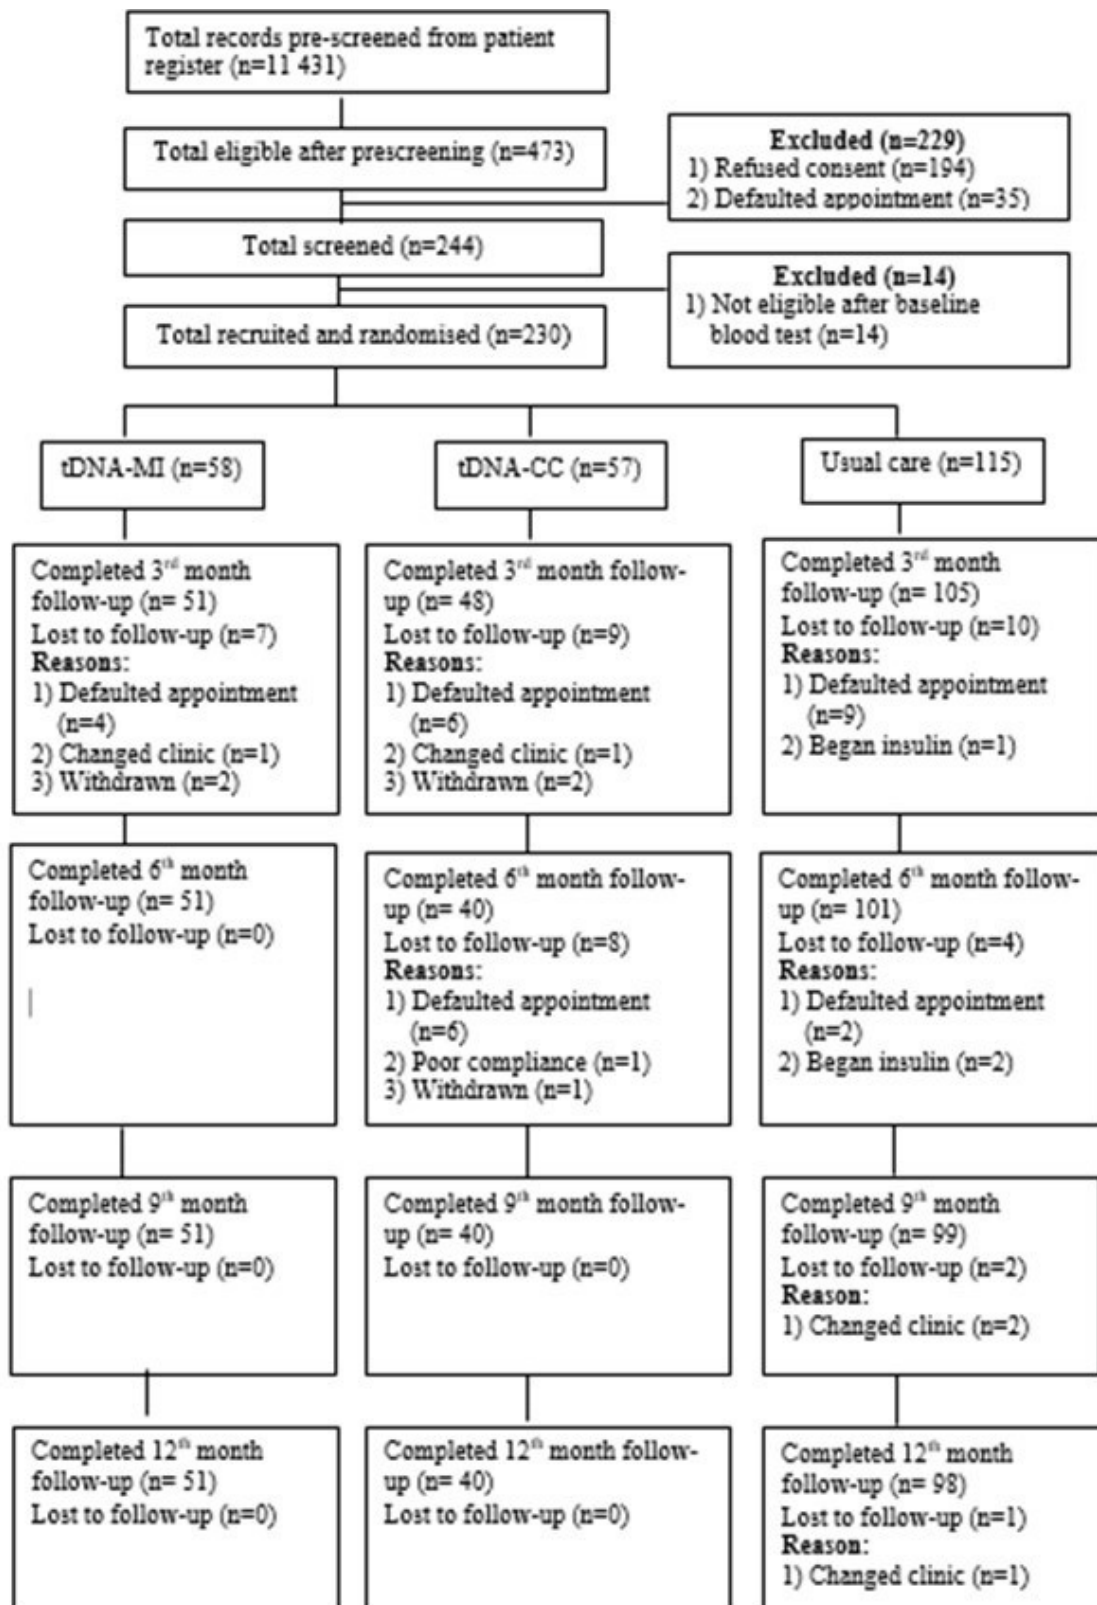 Total records pre-screened from patient
register (n=11 431)
Total eligible after prescreening (n=473)
Excluded (n=229)
1) Refused consent (n=194)
2) Defaulted appointment (n=35)
Total screened (n=244)
Excluded (n=14)
1) Not eligible after baseline
blood test (n=14)
Total recruited and randomised (n=230)
tDNA-MI (n=58)
tDNA-CC (n=57)
Usual care (n=115)
Completed 3rd month
follow-up (n= 51)
Lost to follow-up (n=7)
Reasons:
1) Defaulted appointment
(n=4)
2) Changed clinic (n=1)
3) Withdrawn (n=2)
Completed 3rd month follow-
up (n= 48)
Lost to follow-up (n=9)
Reasons:
1) Defaulted appointment
(n=6)
2) Changed clinic (n=1)
3) Withdrawn (n=2)
Completed 3rd month
follow-up (n= 105)
Lost to follow-up (n=10)
Reasons:
1) Defaulted appointment
(n=9)
2) Began insulin (n=1)
Completed 6th month
follow-up (n= 51)
Lost to follow-up (n=0)
Completed 6th month follow-
up (n= 40)
Lost to follow-up (n=8)
Reasons:
1) Defaulted appointment
(n=6)
2) Poor compliance (n=1)
3) Withdrawn (n=1)
Completed 6th month follow-
up (n= 101)
Lost to follow-up (n=4)
Reasons:
1) Defaulted appointment
(n=2)
2) Began insulin (n=2)
Completed 9th month
follow-up (n= 51)
Lost to follow-up (n=0)
Completed 9th month follow-
up (n= 40)
Lost to follow-up (n=0)
Completed 9th month
follow-up (n= 99)
Lost to follow-up (n=2)
Reason:
1) Changed clinic (n=2)
Completed 12th month
follow-up (n= 51)
Lost to follow-up (n=0)
Completed 12th month follow-
up (n= 40)
Lost to follow-up (n=0)
Completed 12th month
follow-up (n= 98)
Lost to follow-up (n=1)
Reason:
1) Changed clinic (n=1)